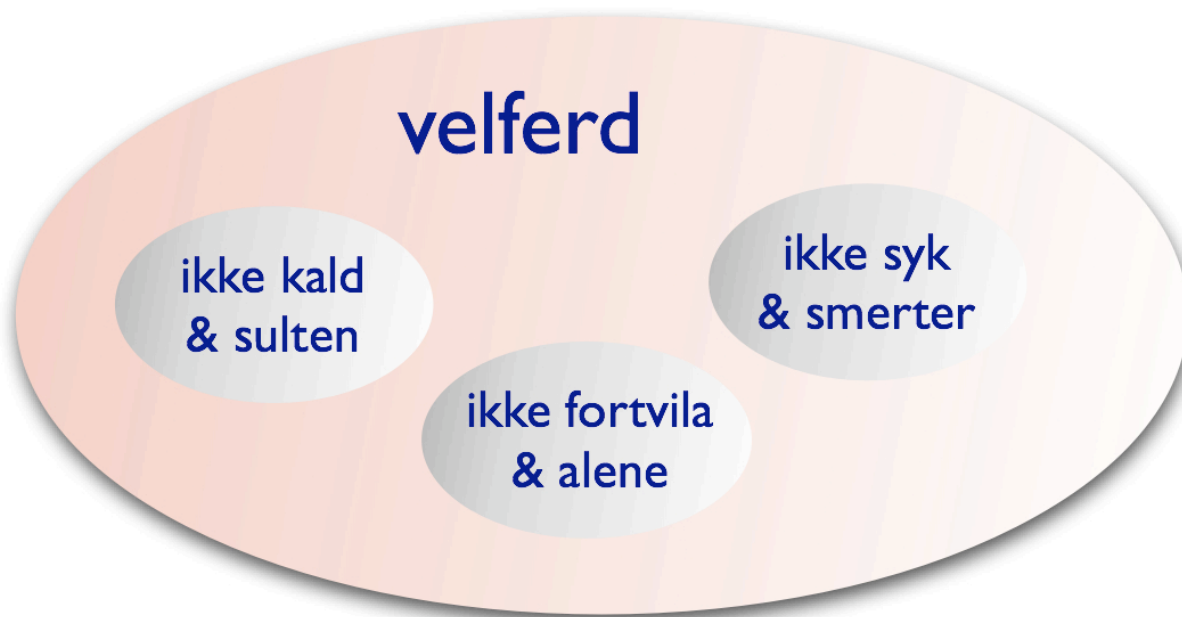 velferd
ikke kald
& sulten
ikke syk
& smerter
ikke fortvila
& alene